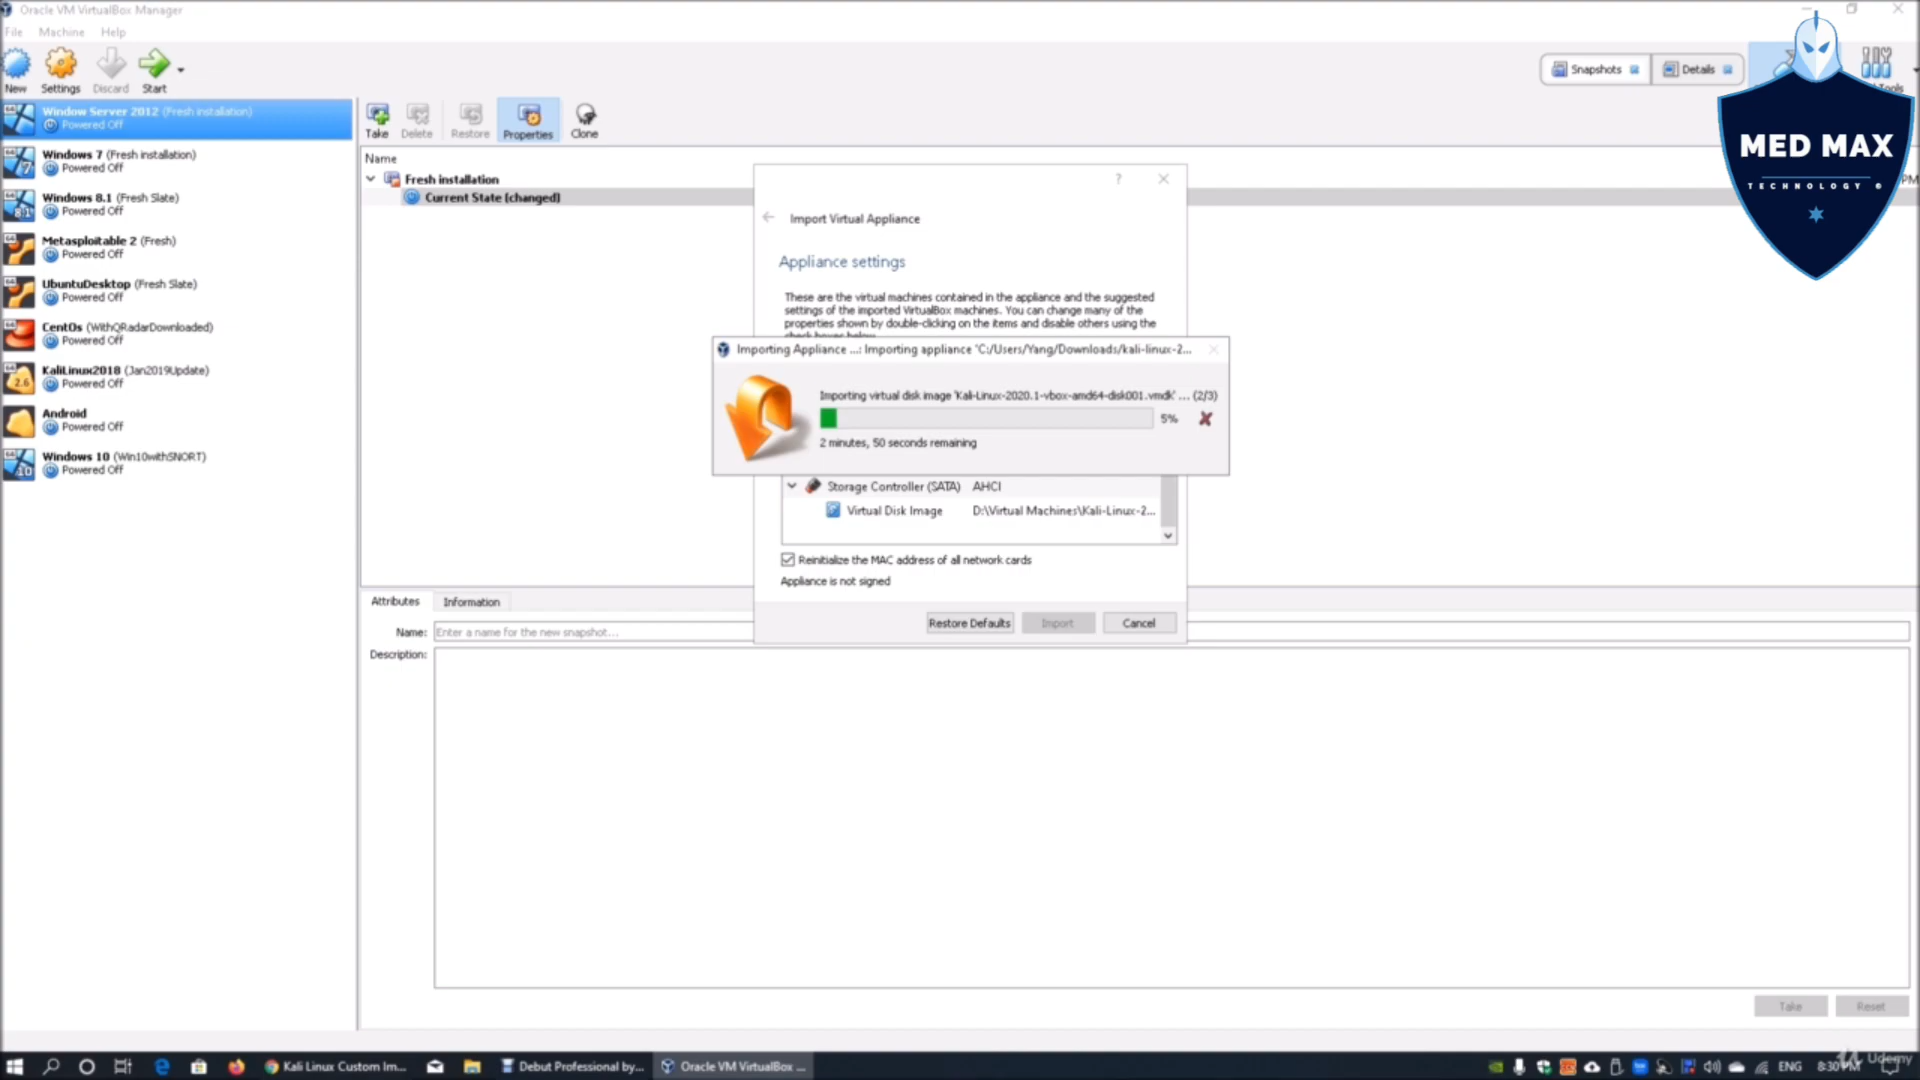 Oracle VM VirtualBox Manager
File Machine Help
New Settings Discard Start
Snapshots Details
MED MAX
TECHNOLOGY
Window Server 2012 (Fresh installation)
Powered Off
Windows 7 (Fresh installation)
Powered Off
Windows 8.1 (Fresh Slate)
Powered Off
Metasploitable 2 (Fresh)
Powered Off
UbuntuDesktop (Fresh Slate)
Powered Off
CentOs (WithQRadarDownloaded)
Powered Off
KaliLinux2018 (Jan2019Update)
Powered Off
Android
Powered Off
Windows 10 (Win10withSNORT)
Powered Off
Take Delete Restore Properties Clone
Name
Fresh installation
Current State (changed)
Import Virtual Appliance
Appliance settings
These are the virtual machines contained in the appliance and the suggested
settings of the imported VirtualBox machines. You can change many of the
properties shown by double-clicking on the items and disable others using the
check boxes below.
Importing Appliance ...: Importing appliance 'C:/Users/Yang/Downloads/kali-linux-2...
Importing virtual disk image 'Kali-Linux-2020.1-vbox-amd64-disk001.vmdk' ... (2/3)
5%
2 minutes, 50 seconds remaining
Storage Controller (SATA) AHCI
Virtual Disk Image D:\Virtual Machines\Kali-Linux-2...
Reinitialize the MAC address of all network cards
Appliance is not signed
Restore Defaults Import Cancel
Attributes Information
Name: Enter a name for the new snapshot...
Description:
Take Reset
Kali Linux Custom Im... Debut Professional by... Oracle VM VirtualBox ... ENG 8:30 PM
Udemy